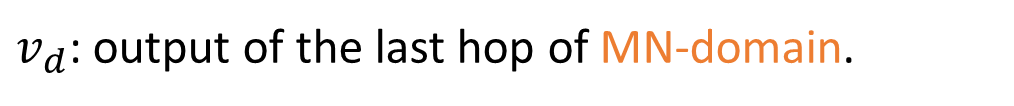 v_d: output of the last hop of MN-domain.